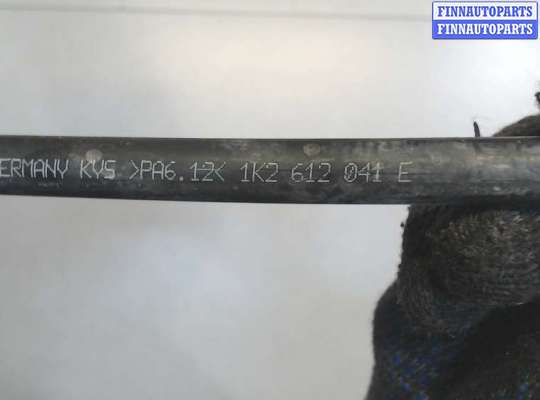 FINNAUTOPARTS
FINNAUTOPARTS
ERMANY KVS >PA6.12< 1K2 612 041 E